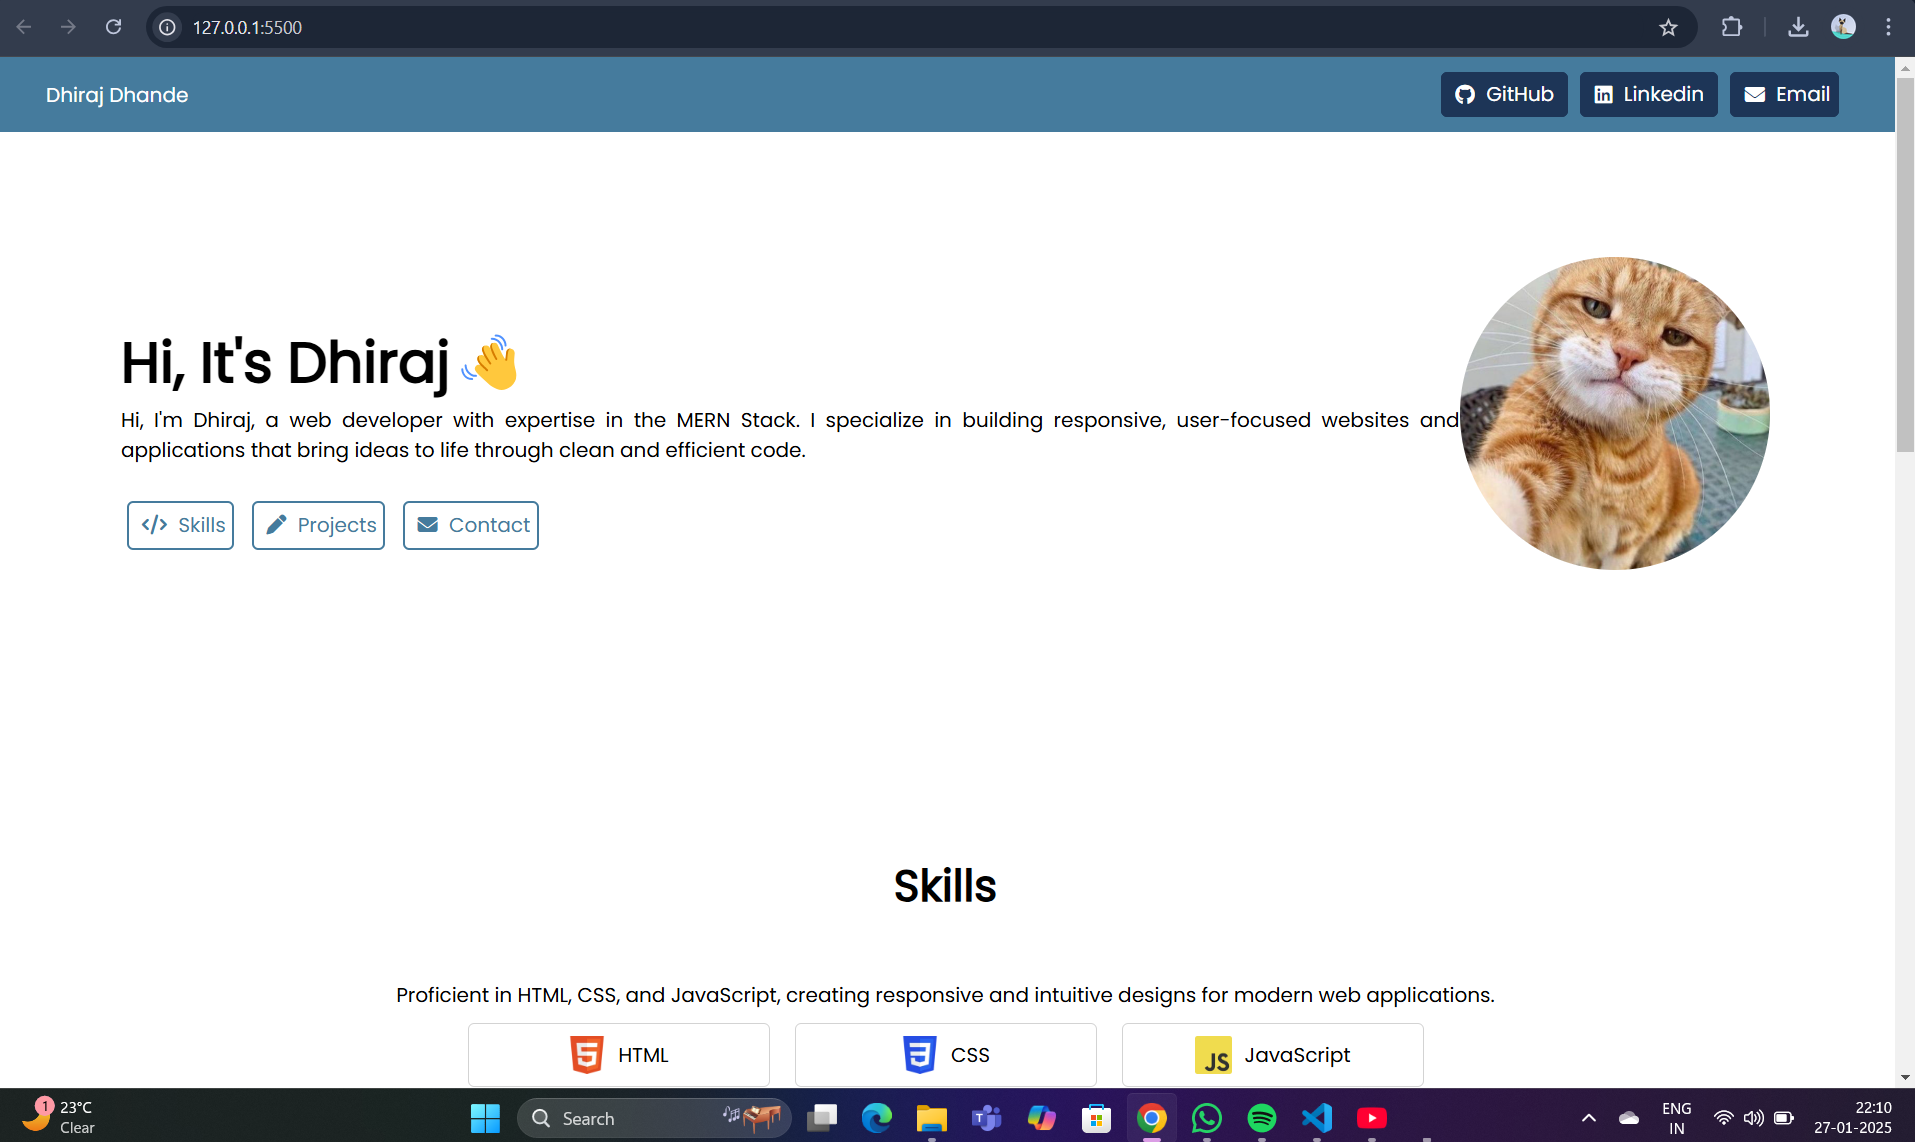 127.0.0.1:5500
Dhiraj Dhande
GitHub
Linkedin
Email
Hi, It's Dhiraj
Hi, I'm Dhiraj, a web developer with expertise in the MERN Stack. I specialize in building responsive, user-focused websites and
applications that bring ideas to life through clean and efficient code.
Skills
Projects
Contact
Skills
Proficient in HTML, CSS, and JavaScript, creating responsive and intuitive designs for modern web applications.
5 HTML
3 CSS
JS JavaScript
1
23°C
Clear
Search
T
ENG
IN
22:10
27-01-2025